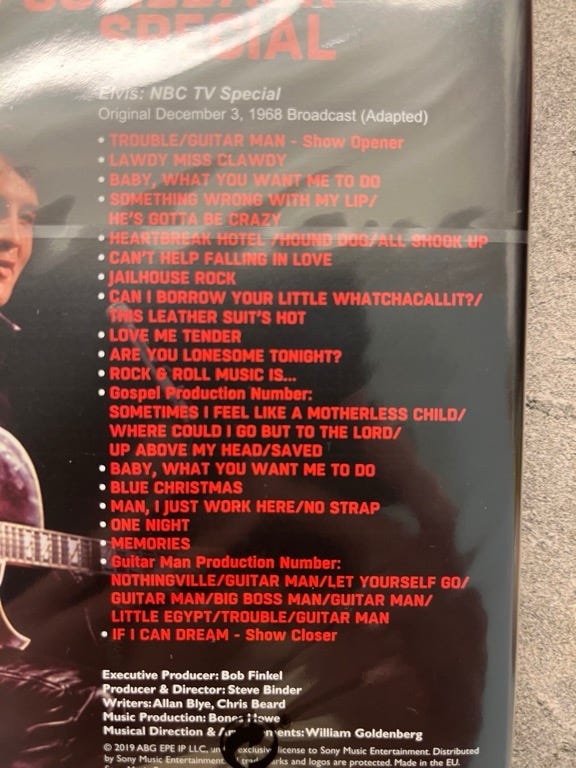 SPECIAL
Elvis: NBC TV Special
Original December 3, 1968 Broadcast (Adapted)
• TROUBLE/GUITAR MAN - Show Opener
• LAWDY MISS CLAWDY
• BABY, WHAT YOU WANT ME TO DO
• SOMETHING WRONG WITH MY LIP/
HE'S GOTTA BE CRAZY
• HEARTBREAK HOTEL /HOUND DOG/ALL SHOOK UP
• CAN'T HELP FALLING IN LOVE
• JAILHOUSE ROCK
• CAN I BORROW YOUR LITTLE WHATCHACALLIT?/
THIS LEATHER SUIT'S HOT
• LOVE ME TENDER
• ARE YOU LONESOME TONIGHT?
• ROCK & ROLL MUSIC IS...
• Gospel Production Number:
SOMETIMES I FEEL LIKE A MOTHERLESS CHILD/
WHERE COULD I GO BUT TO THE LORD/
UP ABOVE MY HEAD/SAVED
• BABY, WHAT YOU WANT ME TO DO
• BLUE CHRISTMAS
• MAN, I JUST WORK HERE/NO STRAP
• ONE NIGHT
• MEMORIES
• Guitar Man Production Number:
NOTHINGVILLE/GUITAR MAN/LET YOURSELF GO/
GUITAR MAN/BIG BOSS MAN/GUITAR MAN/
LITTLE EGYPT/TROUBLE/GUITAR MAN
• IF I CAN DREAM - Show Closer
Executive Producer: Bob Finkel
Producer & Director: Steve Binder
Writers: Allan Blye, Chris Beard
Music Production: Bones Howe
Musical Direction & William Goldenberg
© 2019 ABG EPE IP LLC, exclusive license to Sony Music Entertainment. Distributed
by Sony Music Entertainment. and logos are protected. Made in the EU.